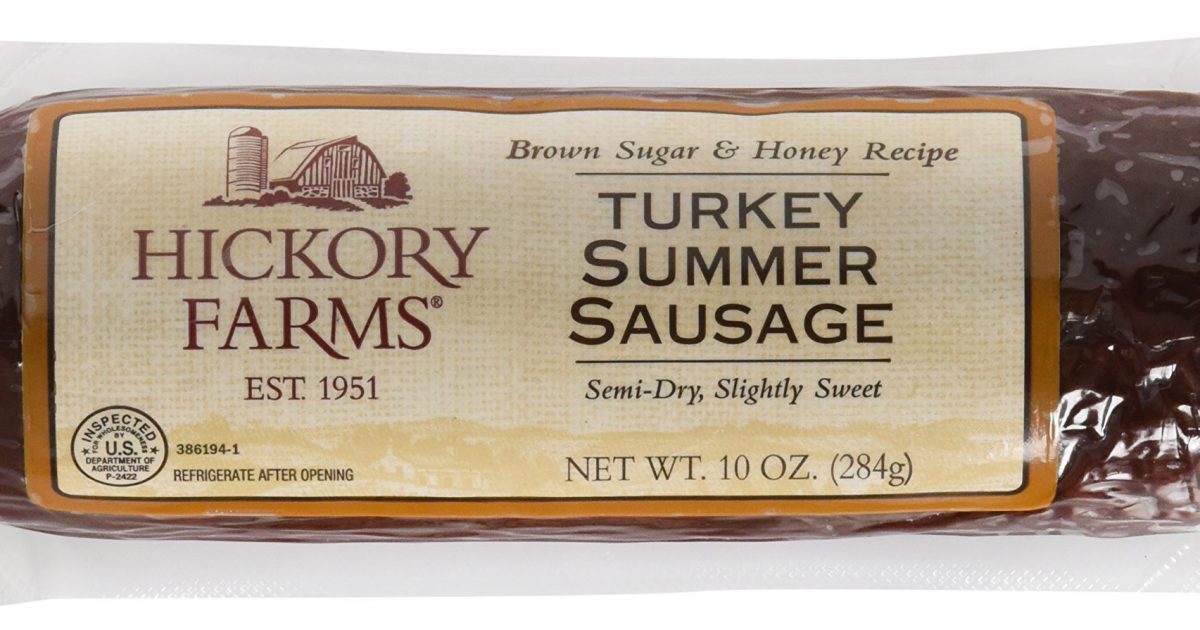 HICKORY
FARMS®
EST. 1951
INSPECTED
FOR WHOLESOMENESS
BY
U.S.
DEPARTMENT OF
AGRICULTURE
P-2422
386194-1
REFRIGERATE AFTER OPENING
Brown Sugar & Honey Recipe
TURKEY
SUMMER
SAUSAGE
Semi-Dry, Slightly Sweet
NET WT. 10 OZ. (284g)